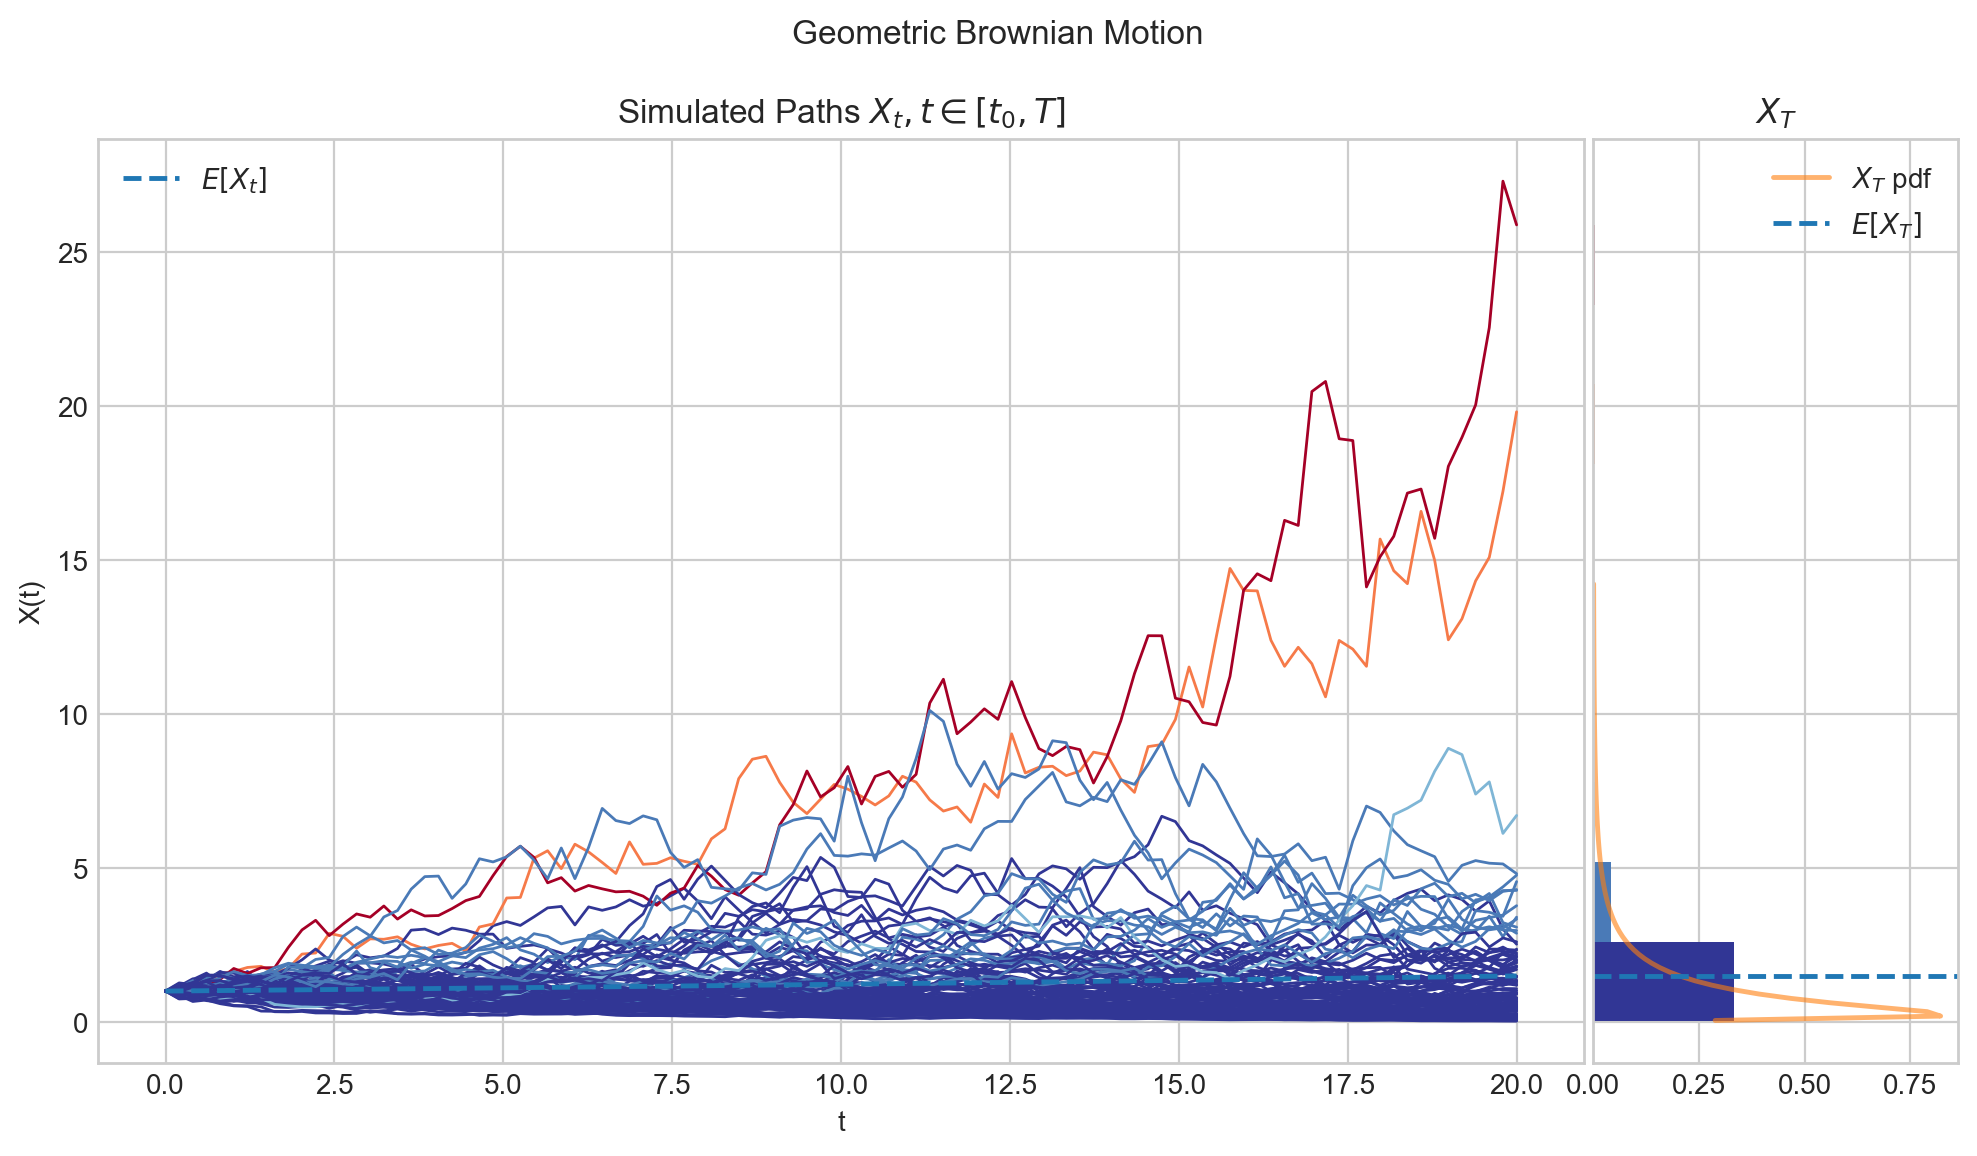 Geometric Brownian Motion
Simulated Paths $X_t, t \in [t_0, T]$
$X_T$
$E[X_t]$
$X_T$ pdf
$E[X_T]$
25
20
15
10
5
0
X(t)
0.0 2.5 5.0 7.5 10.0 12.5 15.0 17.5 20.0
0.00 0.25 0.50 0.75
t